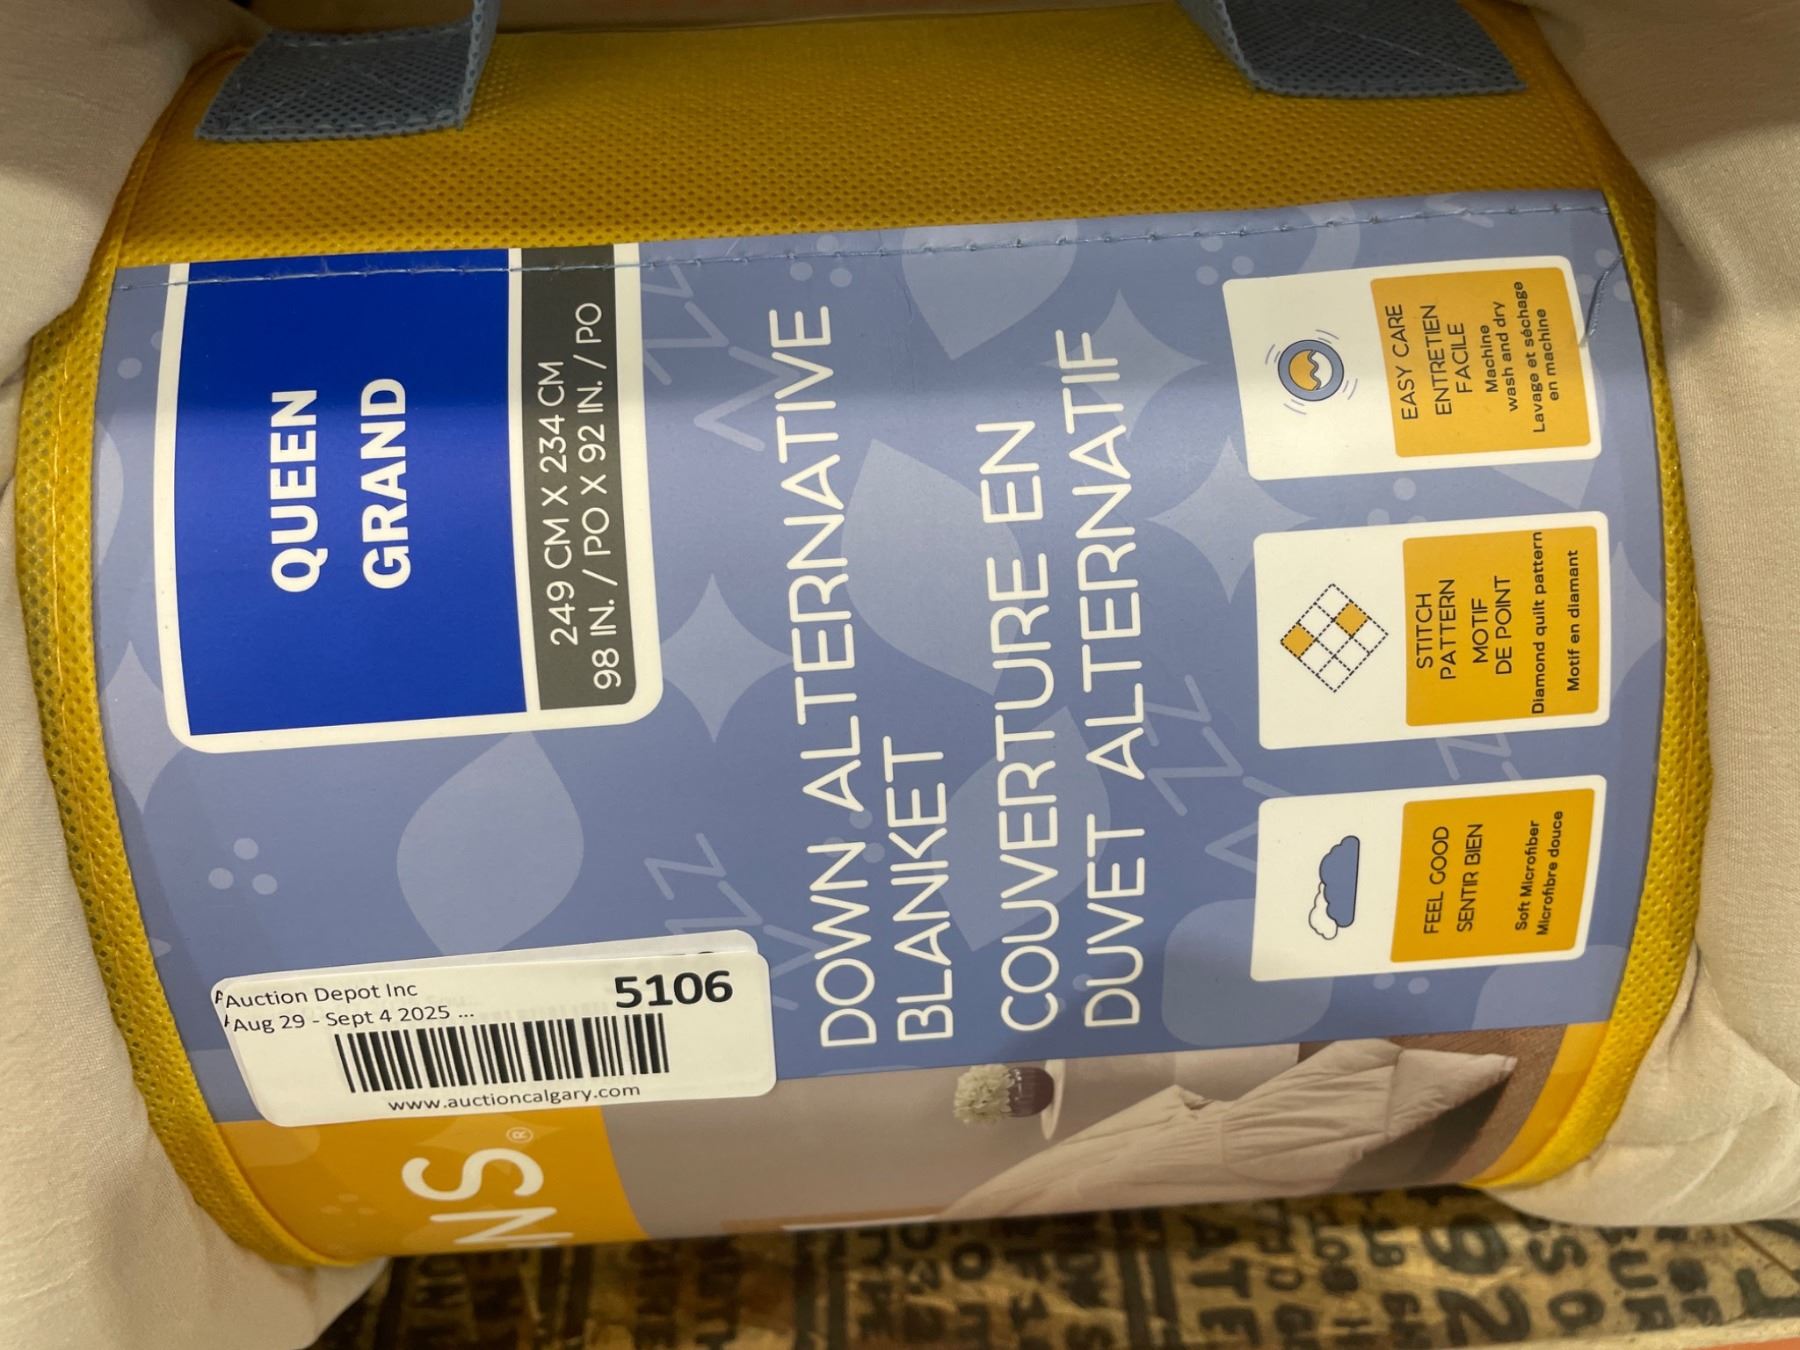 QUEEN
GRAND
249 CM X 234 CM
98 IN. / PO X 92 IN. / PO
DOWN ALTERNATIVE
BLANKET
COUVERTURE EN
DUVET ALTERNATIF
FEEL GOOD
SENTIR BIEN
Soft Microfiber
Microfibre douce
STITCH
PATTERN
MOTIF
DE POINT
Diamond quilt pattern
Motif en diamant
EASY CARE
ENTRETIEN
FACILE
Machine
wash and dry
Lavage et séchage
en machine
Auction Depot Inc
5106
Aug 29 - Sept 4 2025 ...
www.auctioncalgary.com
NS®